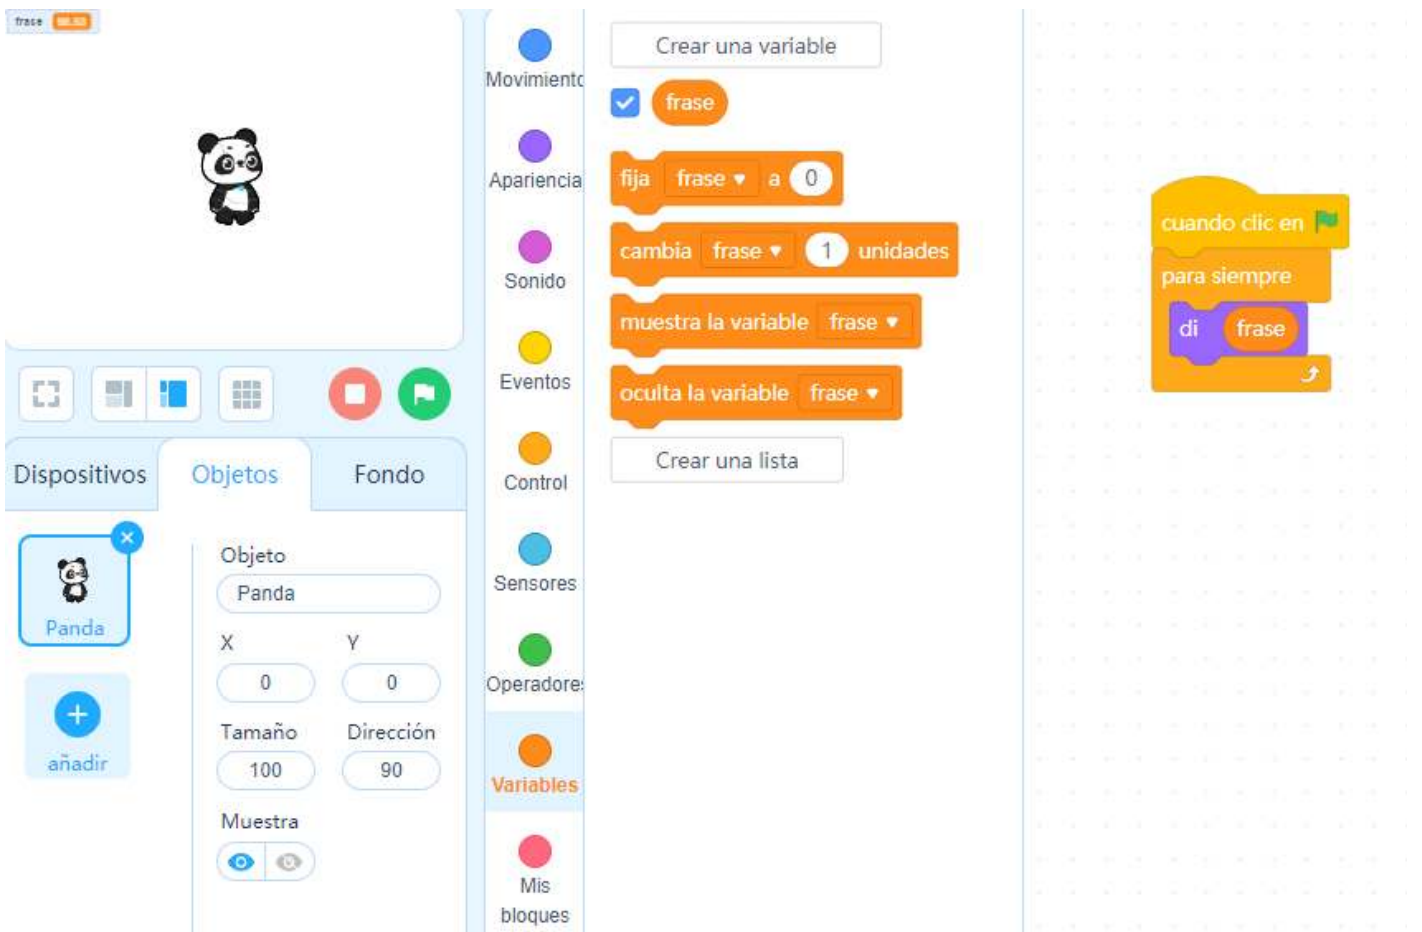 frase
Movimiento
Apariencia
Sonido
Eventos
Control
Sensores
Operadores
Variables
Mis
bloques
Crear una variable
frase
fija frase a 0
cambia frase 1 unidades
muestra la variable frase
oculta la variable frase
Crear una lista
cuando clic en
para siempre
di frase
Dispositivos Objetos Fondo
Panda
añadir
Objeto
Panda
X Y
0 0
Tamaño Dirección
100 90
Muestra